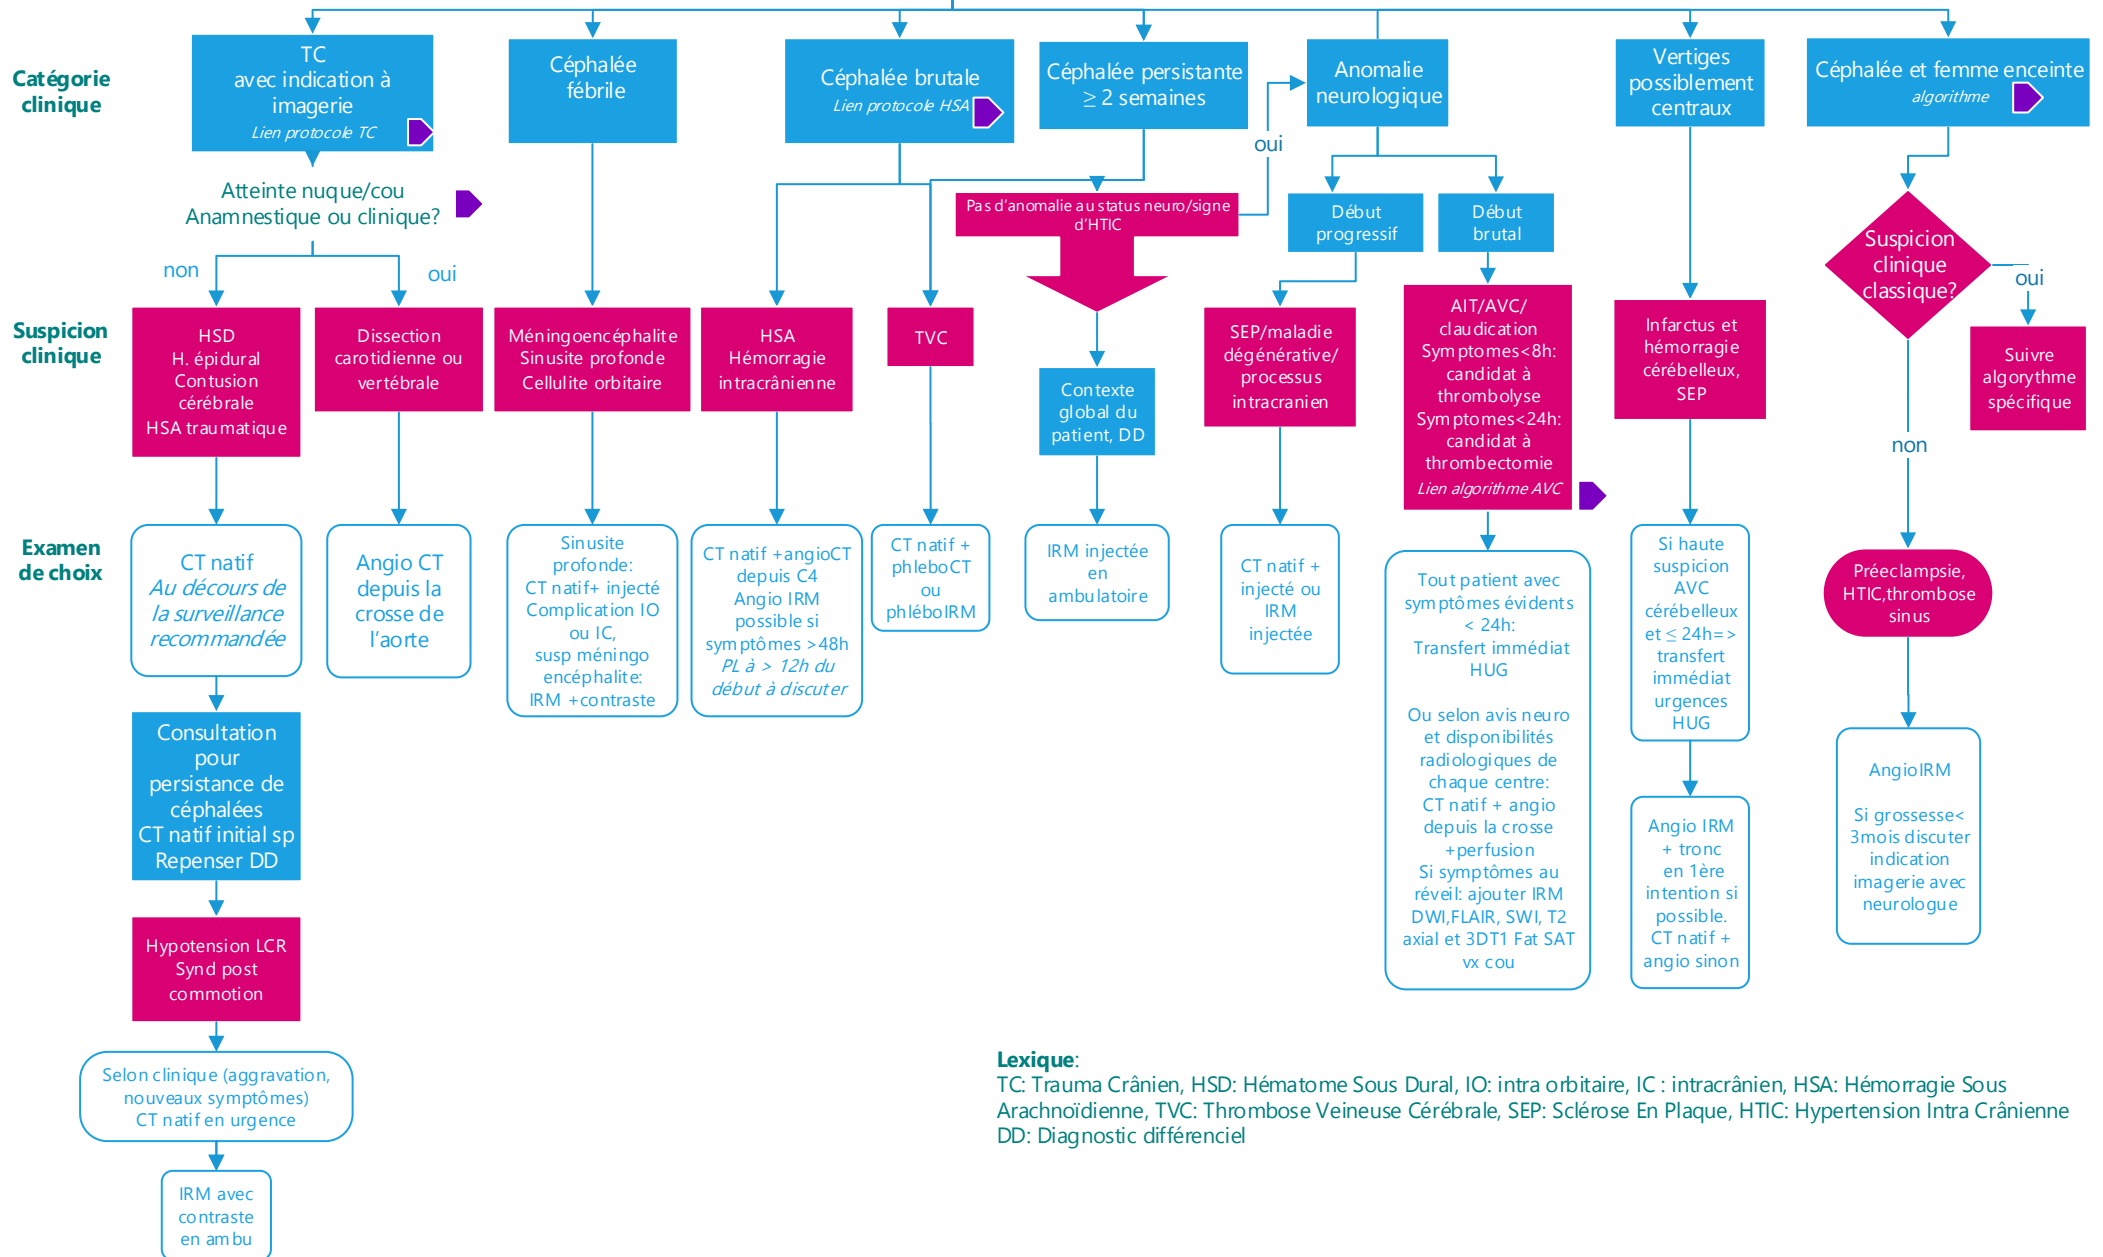 Catégorie
clinique
TC
avec indication à
imagerie
Lien protocole TC
Céphalée
fébrile
Céphalée brutale
Lien protocole HSA
Céphalée persistante
≥ 2 semaines
Anomalie
neurologique
Vertiges
possiblement
centraux
Céphalée et femme enceinte
algorithme
oui
Atteinte nuque/cou
Anamnestique ou clinique?
non
oui
Pas d'anomalie au status neuro/signe
d'HTIC
Début
progressif
Début
brutal
Suspicion
clinique
classique?
oui
non
Suspicion
clinique
HSD
H. épidural
Contusion
cérébrale
HSA traumatique
Dissection
carotidienne ou
vertébrale
Méningoencéphalite
Sinusite profonde
Cellulite orbitaire
HSA
Hémorragie
intracrânienne
TVC
Contexte
global du
patient, DD
SEP/maladie
dégénérative/
processus
intracranien
AIT/AVC/
claudication
Symptomes<8h:
candidat à
thrombolyse
Symptomes<24h:
candidat à
thrombectomie
Lien algorithme AVC
Infarctus et
hémorragie
cérébelleux,
SEP
Suivre
algorythme
spécifique
Examen
de choix
CT natif
Au décours de
la surveillance
recommandée
Angio CT
depuis la
crosse de
l'aorte
Sinusite
profonde:
CT natif+ injecté
Complication IO
ou IC,
susp méningo
encéphalite:
IRM +contraste
CT natif +angioCT
depuis C4
Angio IRM
possible si
symptômes >48h
PL à > 12h du
début à discuter
CT natif +
phleboCT
ou
phléboIRM
IRM injectée
en
ambulatoire
CT natif +
injecté ou
IRM
injectée
Tout patient avec
symptômes évidents
< 24h:
Transfert immédiat
HUG
Ou selon avis neuro
et disponibilités
radiologiques de
chaque centre:
CT natif + angio
depuis la crosse
+perfusion
Si symptômes au
réveil: ajouter IRM
DWI,FLAIR, SWI, T2
axial et 3DT1 Fat SAT
vx cou
Si haute
suspicion
AVC
cérébelleux
et ≤ 24h=>
transfert
immédiat
urgences
HUG
Angio IRM
+ tronc
en 1ère
intention si
possible.
CT natif +
angio sinon
Préeclampsie,
HTIC,thrombose
sinus
AngioIRM
Si grossesse<
3mois discuter
indication
imagerie avec
neurologue
Consultation
pour
persistance de
céphalées
CT natif initial sp
Repenser DD
Hypotension LCR
Synd post
commotion
Selon clinique (aggravation,
nouveaux symptômes)
CT natif en urgence
IRM avec
contraste
en ambu
Lexique:
TC: Trauma Crânien, HSD: Hématome Sous Dural, IO: intra orbitaire, IC : intracrânien, HSA: Hémorragie Sous
Arachnoïdienne, TVC: Thrombose Veineuse Cérébrale, SEP: Sclérose En Plaque, HTIC: Hypertension Intra Crânienne
DD: Diagnostic différenciel